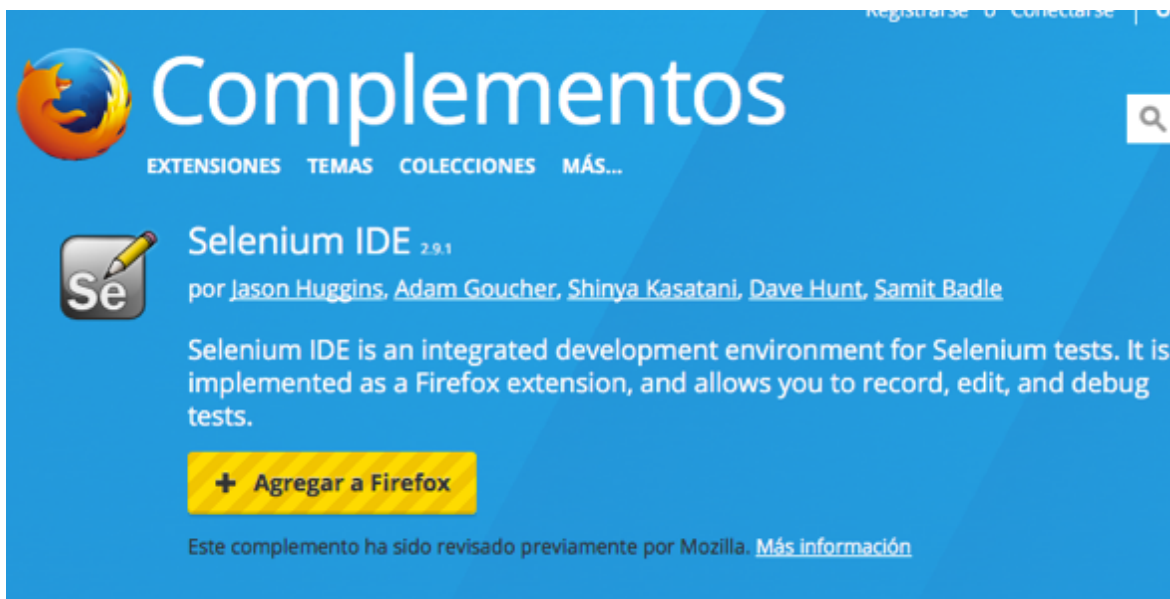 Registrarse o Conectarse |
Complementos
EXTENSIONES TEMAS COLECCIONES MÁS...
Selenium IDE 2.9.1
Se
por Jason Huggins, Adam Goucher, Shinya Kasatani, Dave Hunt, Samit Badle
Selenium IDE is an integrated development environment for Selenium tests. It is
implemented as a Firefox extension, and allows you to record, edit, and debug
tests.
+ Agregar a Firefox
Este complemento ha sido revisado previamente por Mozilla. Más información